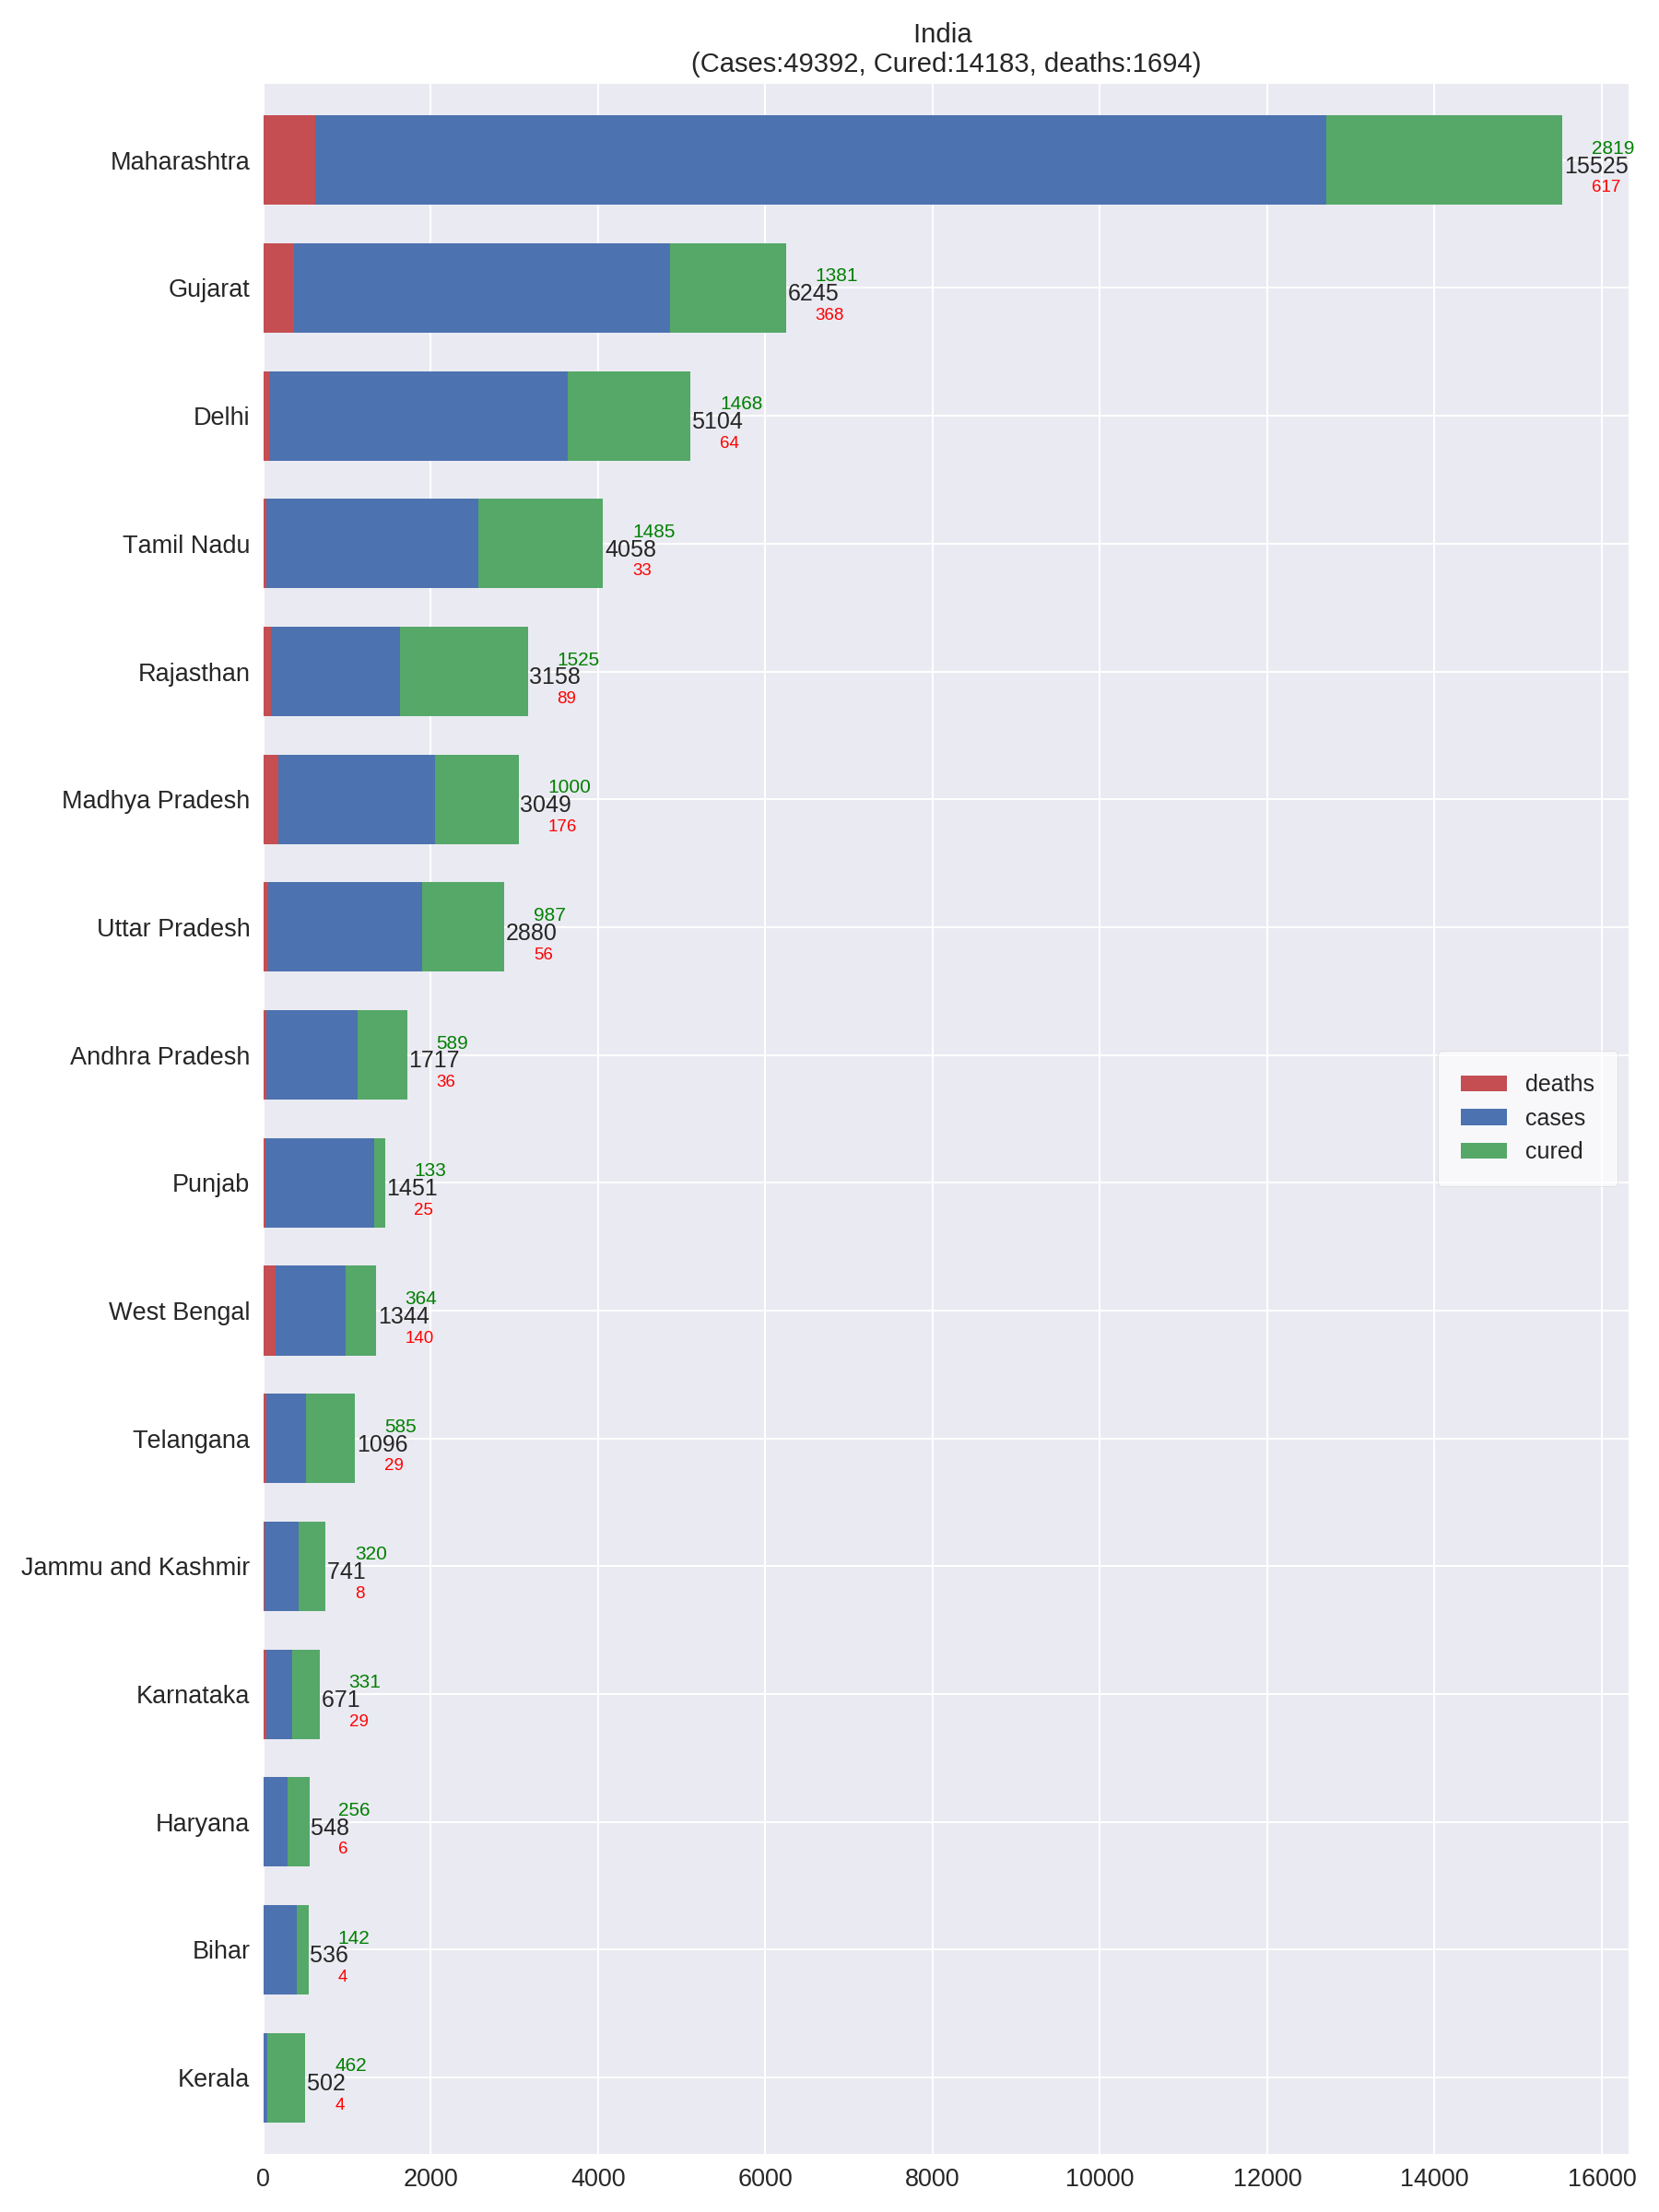 India
(Cases:49392, Cured:14183, deaths:1694)
Maharashtra
2819
15525
617
Gujarat
1381
6245
368
Delhi
1468
5104
64
Tamil Nadu
1485
4058
33
Rajasthan
1525
3158
89
Madhya Pradesh
1000
3049
176
Uttar Pradesh
987
2880
56
Andhra Pradesh
589
1717
36
deaths
cases
cured
Punjab
133
1451
25
West Bengal
364
1344
140
Telangana
585
1096
29
Jammu and Kashmir
320
741
8
Karnataka
331
671
29
Haryana
256
548
6
Bihar
142
536
4
Kerala
462
502
4
0 2000 4000 6000 8000 10000 12000 14000 16000